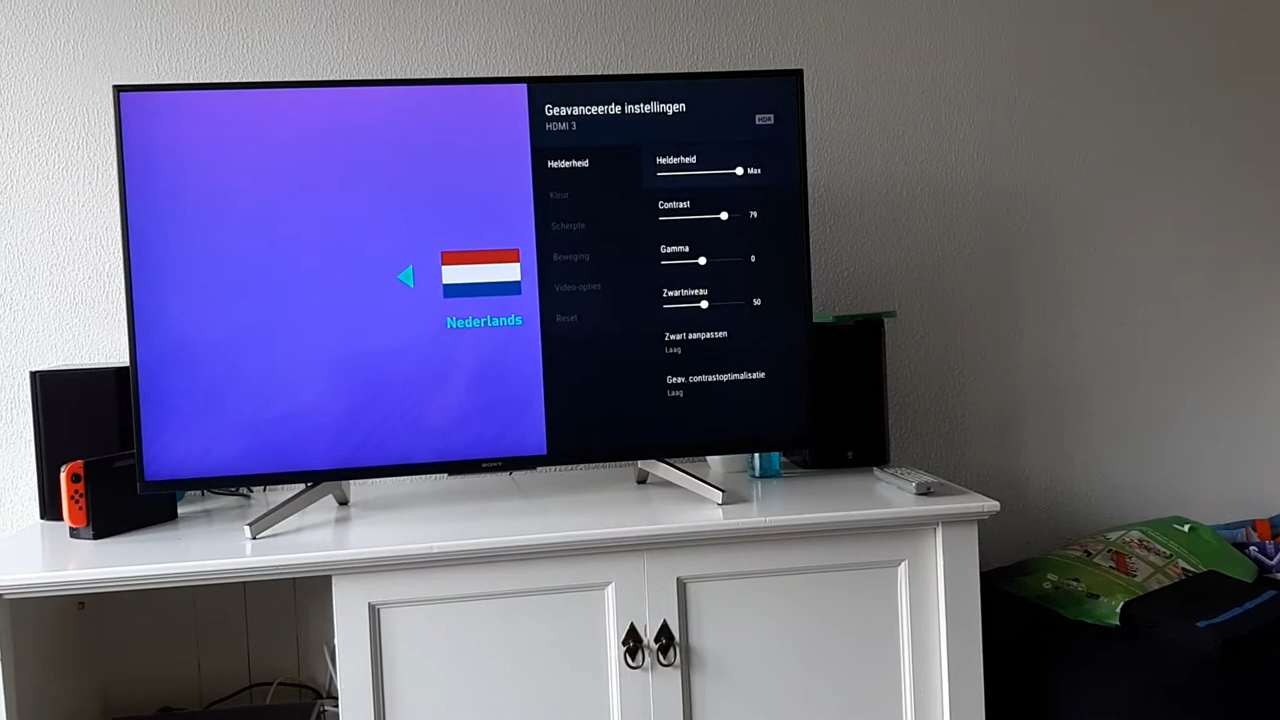 Geavanceerde instellingen
HDMI 3
HDR
Helderheid
Kleur
Scherpte
Beweging
Video-opties
Reset
Helderheid
Max
Contrast
79
Gamma
0
Zwartniveau
50
Zwart aanpassen
Laag
Geav. contrastoptimalisatie
Laag
Nederlands
SONY